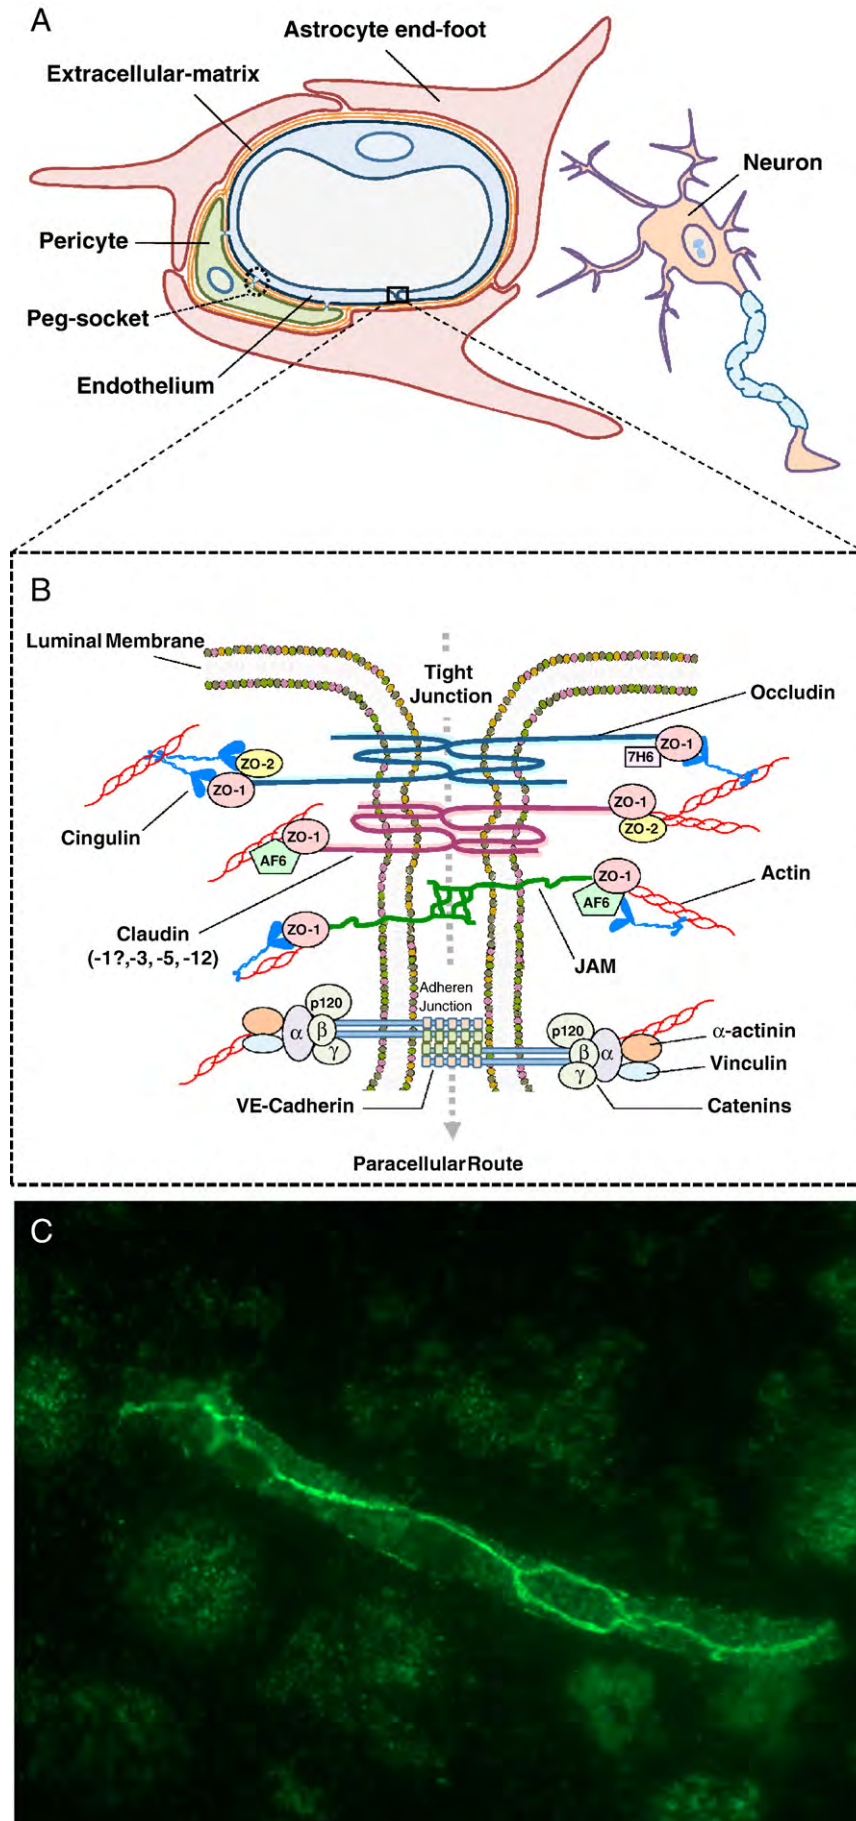 A
Astrocyte end-foot
Extracellular-matrix
Neuron
Pericyte
Peg-socket
Endothelium
B
Luminal Membrane
Tight
Junction
Occludin
ZO-1
7H6
ZO-2
ZO-1
Cingulin
ZO-1
ZO-2
ZO-1
AF6
ZO-1
AF6
Actin
ZO-1
Claudin
(-1?,-3, -5, -12)
JAM
Adheren
Junction
p120
α
β
γ
p120
β
α
γ
α-actinin
Vinculin
VE-Cadherin
Catenins
Paracellular Route
C